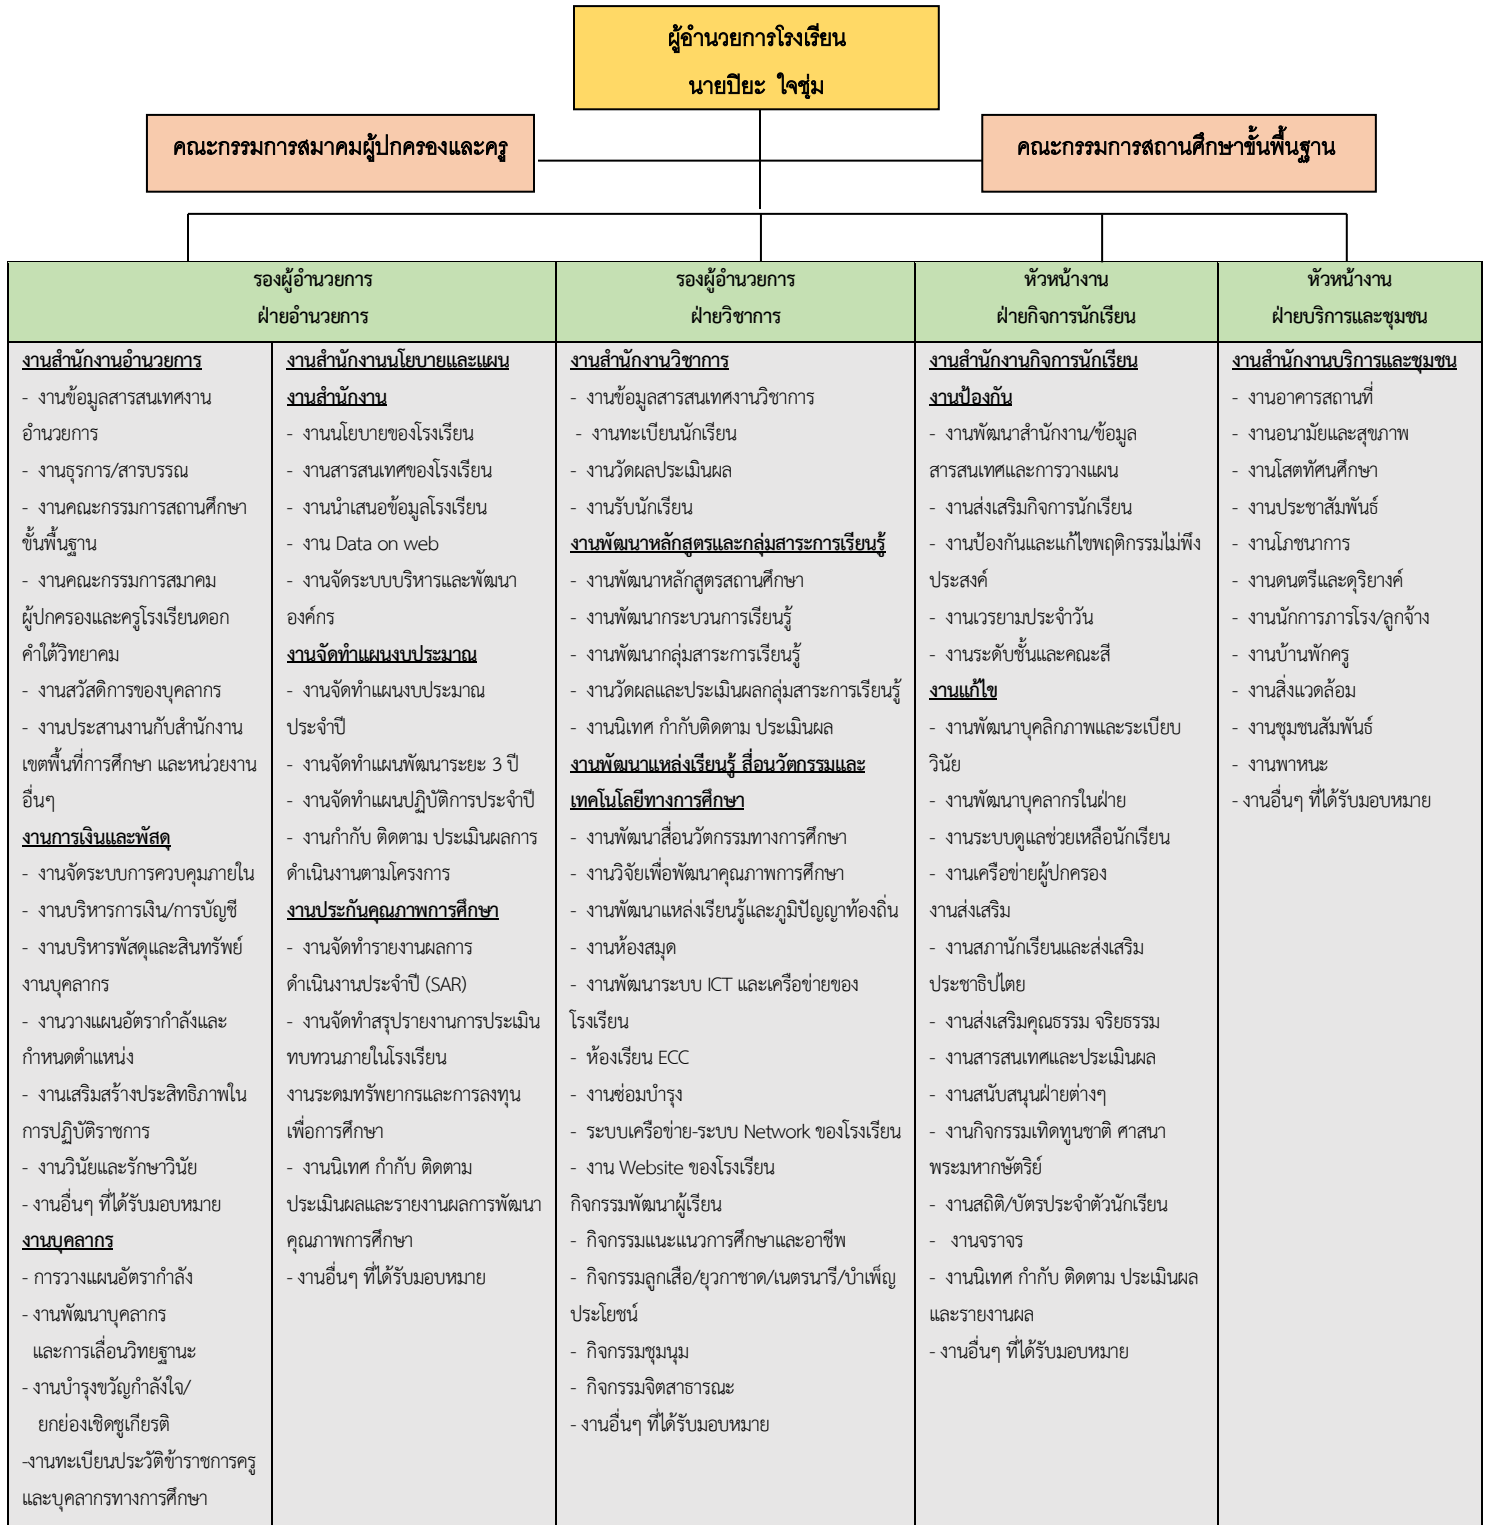 ผู้อำนวยการโรงเรียน
นายปิยะ ใจชุ่ม
คณะกรรมการสมาคมผู้ปกครองและครู
คณะกรรมการสถานศึกษาขั้นพื้นฐาน
รองผู้อำนวยการ
ฝ่ายอำนวยการ
รองผู้อำนวยการ
ฝ่ายวิชาการ
หัวหน้างาน
ฝ่ายกิจการนักเรียน
หัวหน้างาน
ฝ่ายบริการและชุมชน
งานสำนักงานอำนวยการ
- งานข้อมูลสารสนเทศงาน
อำนวยการ
- งานธุรการ/สารบรรณ
- งานคณะกรรมการสถานศึกษา
ขั้นพื้นฐาน
- งานคณะกรรมการสมาคม
ผู้ปกครองและครูโรงเรียนดอก
คำใต้วิทยาคม
- งานสวัสดิการของบุคลากร
- งานประสานงานกับสำนักงาน
เขตพื้นที่การศึกษา และหน่วยงาน
อื่นๆ
งานการเงินและพัสดุ
- งานจัดระบบการควบคุมภายใน
- งานบริหารการเงิน/การบัญชี
- งานบริหารพัสดุและสินทรัพย์
งานบุคลากร
- งานวางแผนอัตรากำลังและ
กำหนดตำแหน่ง
- งานเสริมสร้างประสิทธิภาพใน
การปฏิบัติราชการ
- งานวินัยและรักษาวินัย
- งานอื่นๆ ที่ได้รับมอบหมาย
งานบุคลากร
- การวางแผนอัตรากำลัง
- งานพัฒนาบุคลากร
และการเลื่อนวิทยฐานะ
- งานบำรุงขวัญกำลังใจ/
ยกย่องเชิดชูเกียรติ
-งานทะเบียนประวัติข้าราชการครู
และบุคลากรทางการศึกษา
งานสำนักงานนโยบายและแผน
งานสำนักงาน
- งานนโยบายของโรงเรียน
- งานสารสนเทศของโรงเรียน
- งานนำเสนอข้อมูลโรงเรียน
- งาน Data on web
- งานจัดระบบบริหารและพัฒนา
องค์กร
งานจัดทำแผนงบประมาณ
- งานจัดทำแผนงบประมาณ
ประจำปี
- งานจัดทำแผนพัฒนาระยะ 3 ปี
- งานจัดทำแผนปฏิบัติการประจำปี
- งานกำกับ ติดตาม ประเมินผลการ
ดำเนินงานตามโครงการ
งานประกันคุณภาพการศึกษา
- งานจัดทำรายงานผลการ
ดำเนินงานประจำปี (SAR)
- งานจัดทำสรุปรายงานการประเมิน
ทบทวนภายในโรงเรียน
งานระดมทรัพยากรและการลงทุน
เพื่อการศึกษา
- งานนิเทศ กำกับ ติดตาม
ประเมินผลและรายงานผลการพัฒนา
คุณภาพการศึกษา
- งานอื่นๆ ที่ได้รับมอบหมาย
งานสำนักงานวิชาการ
- งานข้อมูลสารสนเทศงานวิชาการ
- งานทะเบียนนักเรียน
- งานวัดผลประเมินผล
- งานรับนักเรียน
งานพัฒนาหลักสูตรและกลุ่มสาระการเรียนรู้
- งานพัฒนาหลักสูตรสถานศึกษา
- งานพัฒนากระบวนการเรียนรู้
- งานพัฒนากลุ่มสาระการเรียนรู้
- งานวัดผลและประเมินผลกลุ่มสาระการเรียนรู้
- งานนิเทศ กำกับติดตาม ประเมินผล
งานพัฒนาแหล่งเรียนรู้ สื่อนวัตกรรมและ
เทคโนโลยีทางการศึกษา
- งานพัฒนาสื่อนวัตกรรมทางการศึกษา
- งานวิจัยเพื่อพัฒนาคุณภาพการศึกษา
- งานพัฒนาแหล่งเรียนรู้และภูมิปัญญาท้องถิ่น
- งานห้องสมุด
- งานพัฒนาระบบ ICT และเครือข่ายของ
โรงเรียน
- ห้องเรียน ECC
- งานซ่อมบำรุง
- ระบบเครือข่าย-ระบบ Network ของโรงเรียน
- งาน Website ของโรงเรียน
กิจกรรมพัฒนาผู้เรียน
- กิจกรรมแนะแนวการศึกษาและอาชีพ
- กิจกรรมลูกเสือ/ยุวกาชาด/เนตรนารี/บำเพ็ญ
ประโยชน์
- กิจกรรมชุมนุม
- กิจกรรมจิตสาธารณะ
- งานอื่นๆ ที่ได้รับมอบหมาย
งานสำนักงานกิจการนักเรียน
งานป้องกัน
- งานพัฒนาสำนักงาน/ข้อมูล
สารสนเทศและการวางแผน
- งานส่งเสริมกิจการนักเรียน
- งานป้องกันและแก้ไขพฤติกรรมไม่พึง
ประสงค์
- งานเวรยามประจำวัน
- งานระดับชั้นและคณะสี
งานแก้ไข
- งานพัฒนาบุคลิกภาพและระเบียบ
วินัย
- งานพัฒนาบุคลากรในฝ่าย
- งานระบบดูแลช่วยเหลือนักเรียน
- งานเครือข่ายผู้ปกครอง
งานส่งเสริม
- งานสภานักเรียนและส่งเสริม
ประชาธิปไตย
- งานส่งเสริมคุณธรรม จริยธรรม
- งานสารสนเทศและประเมินผล
- งานสนับสนุนฝ่ายต่างๆ
- งานกิจกรรมเทิดทูนชาติ ศาสนา
พระมหากษัตริย์
- งานสถิติ/บัตรประจำตัวนักเรียน
- งานจราจร
- งานนิเทศ กำกับ ติดตาม ประเมินผล
และรายงานผล
- งานอื่นๆ ที่ได้รับมอบหมาย
งานสำนักงานบริการและชุมชน
- งานอาคารสถานที่
- งานอนามัยและสุขภาพ
- งานโสตทัศนศึกษา
- งานประชาสัมพันธ์
- งานโภชนาการ
- งานดนตรีและดุริยางค์
- งานนักการภารโรง/ลูกจ้าง
- งานบ้านพักครู
- งานสิ่งแวดล้อม
- งานชุมชนสัมพันธ์
- งานพาหนะ
- งานอื่นๆ ที่ได้รับมอบหมาย